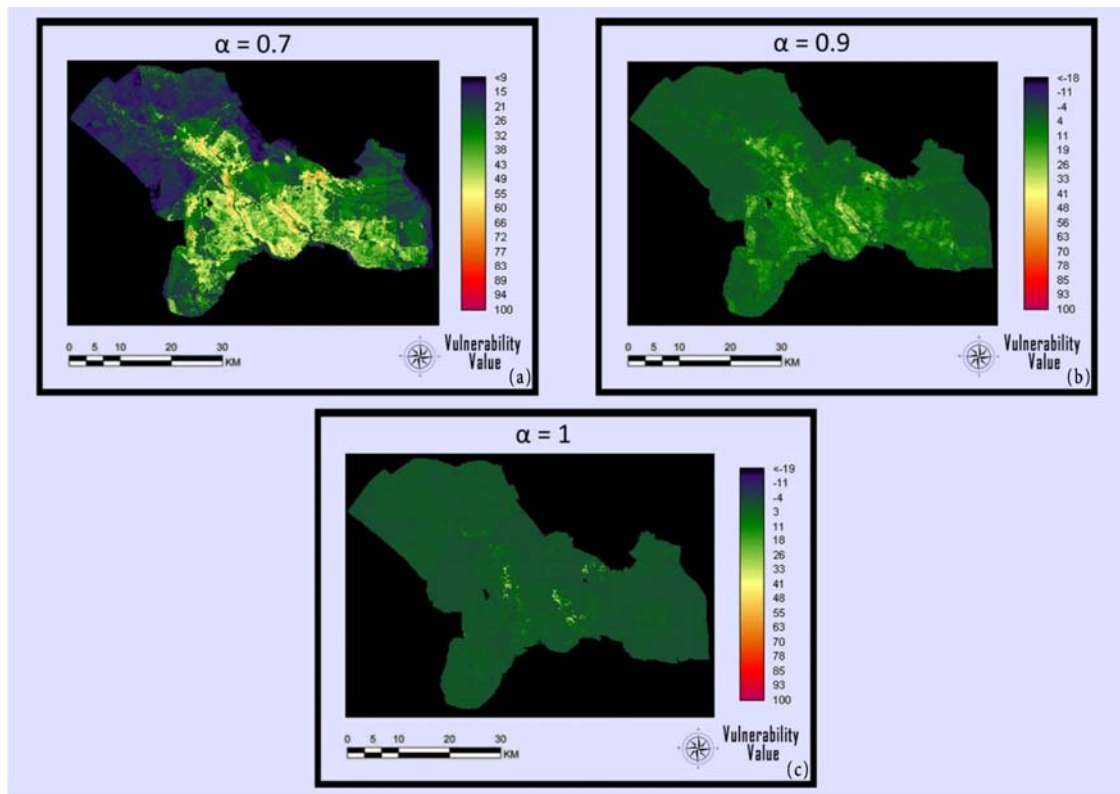 α = 0.7
<9
15
21
26
32
38
43
49
55
60
66
72
77
83
89
94
100
0 5 10 20 30
KM
Vulnerability
Value
(a)
α = 0.9
<-18
-11
-4
4
11
19
26
33
41
48
56
63
70
78
85
93
100
0 5 10 20 30
KM
Vulnerability
Value
(b)
α = 1
<-19
-11
-4
3
11
18
26
33
41
48
55
63
70
78
85
93
100
0 5 10 20 30
KM
Vulnerability
Value
(c)